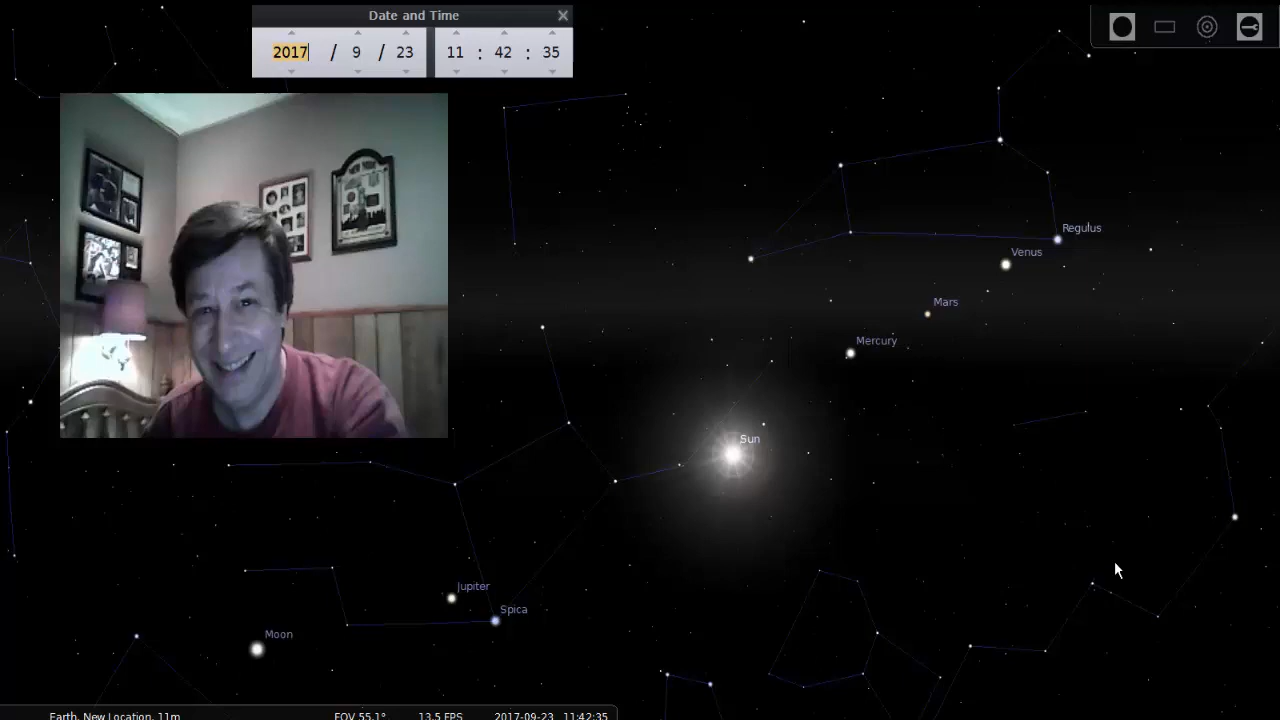 Date and Time
2017 / 9 / 23 11 : 42 : 35
Regulus
Venus
Mars
Mercury
Sun
Jupiter
Spica
Moon
Earth, New Location, 11m FOV 55.1° 13.5 FPS 2017-09-23 11:42:35